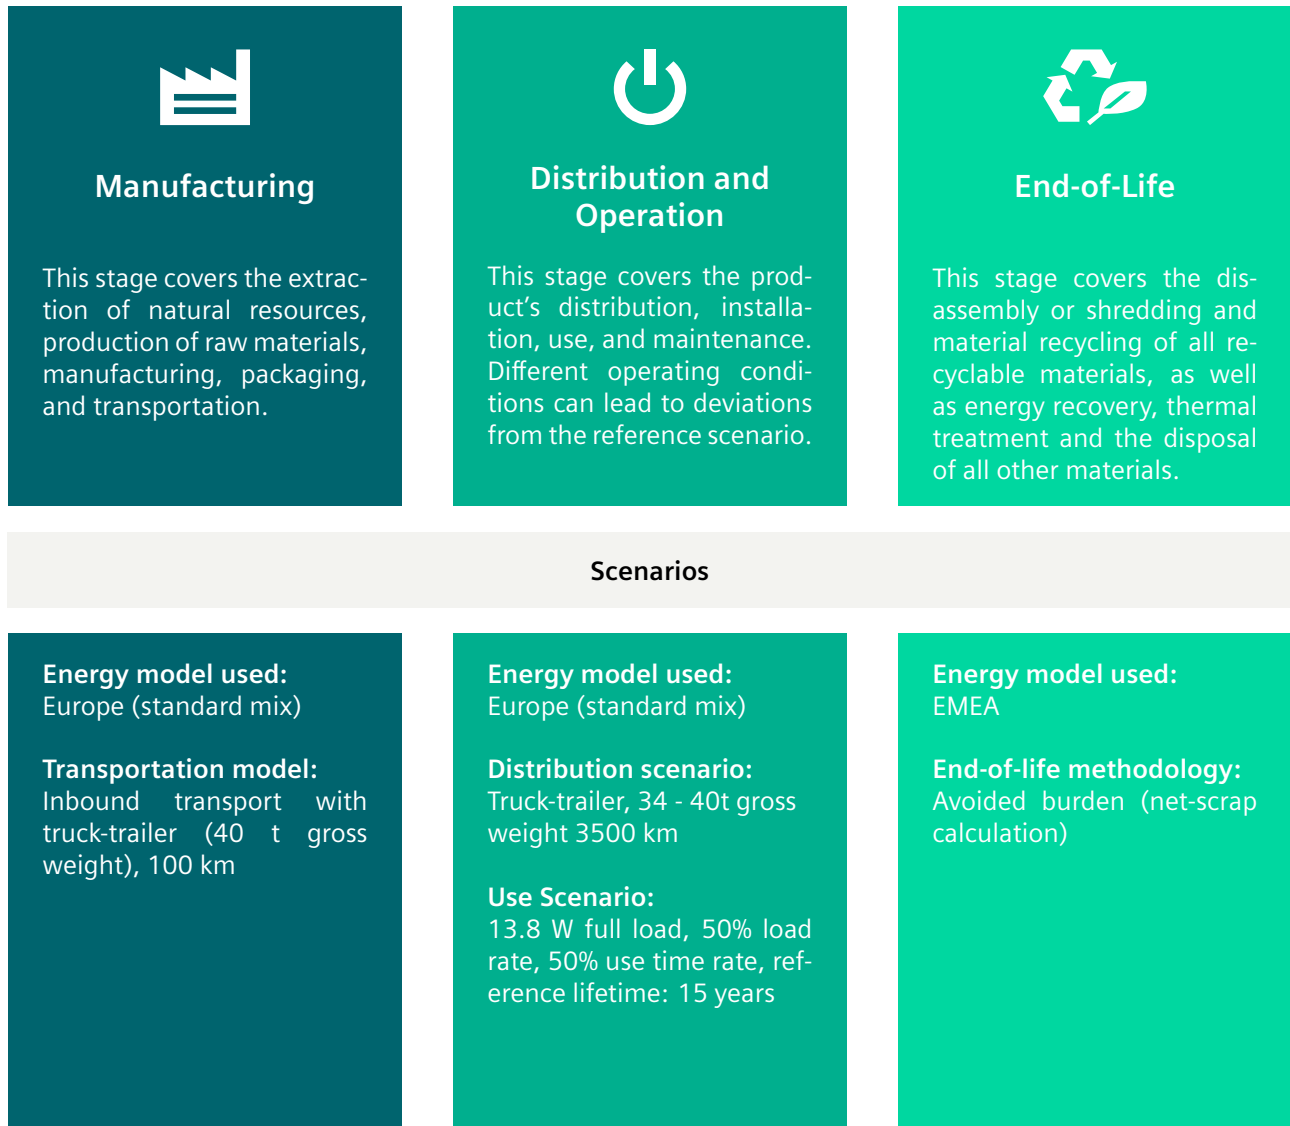 Manufacturing
This stage covers the extrac-
tion of natural resources,
production of raw materials,
manufacturing, packaging,
and transportation.
Distribution and
Operation
This stage covers the prod-
uct's distribution, installa-
tion, use, and maintenance.
Different operating condi-
tions can lead to deviations
from the reference scenario.
End-of-Life
This stage covers the dis-
assembly or shredding and
material recycling of all re-
cyclable materials, as well
as energy recovery, thermal
treatment and the disposal
of all other materials.
Scenarios
Energy model used:
Europe (standard mix)
Transportation model:
Inbound transport with
truck-trailer (40 t gross
weight), 100 km
Energy model used:
Europe (standard mix)
Distribution scenario:
Truck-trailer, 34 - 40t gross
weight 3500 km
Use Scenario:
13.8 W full load, 50% load
rate, 50% use time rate, ref-
erence lifetime: 15 years
Energy model used:
EMEA
End-of-life methodology:
Avoided burden (net-scrap
calculation)